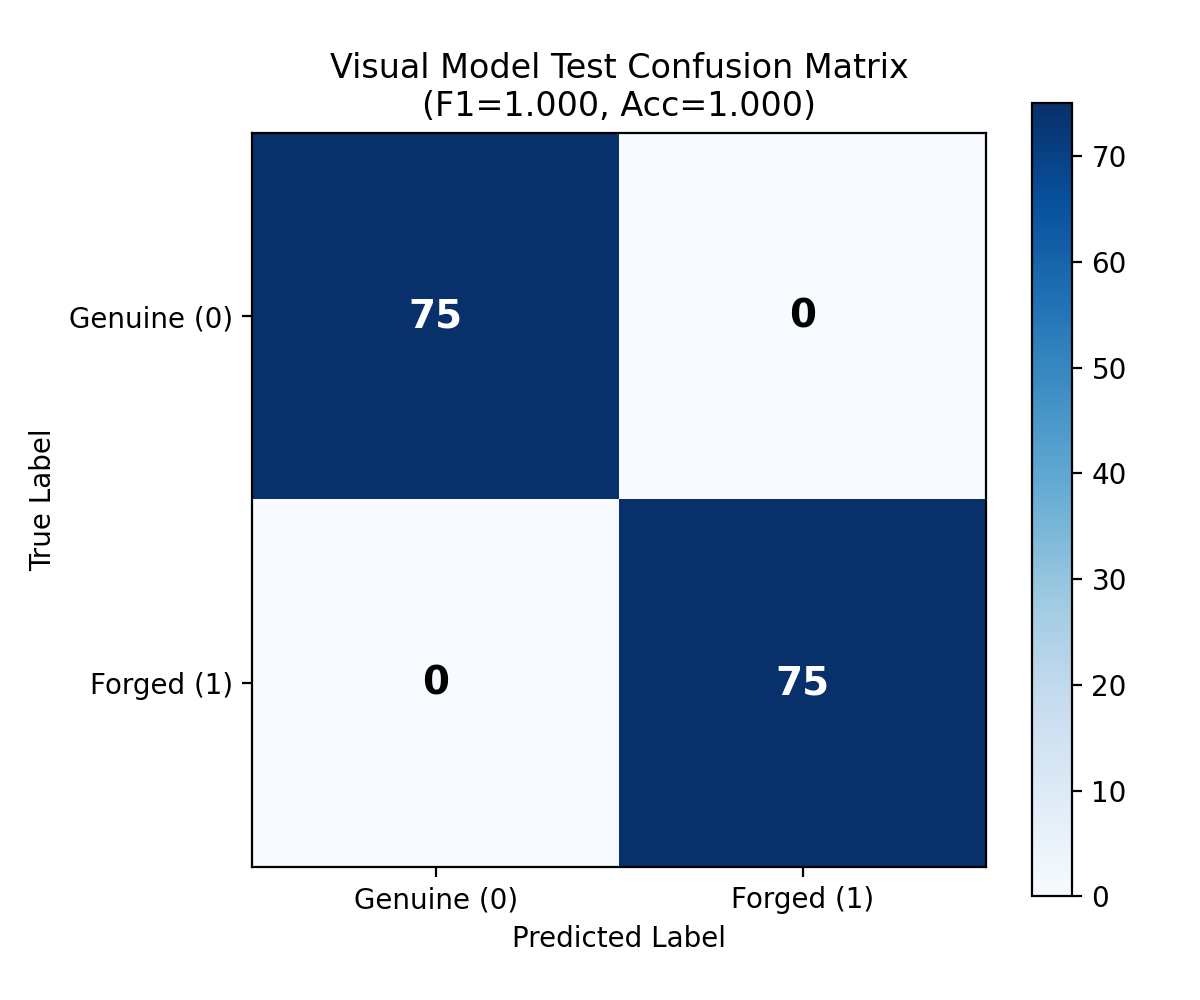 Visual Model Test Confusion Matrix
(F1=1.000, Acc=1.000)
True Label
Genuine (0)
75
0
Forged (1)
0
75
Genuine (0)
Forged (1)
Predicted Label
70
60
50
40
30
20
10
0